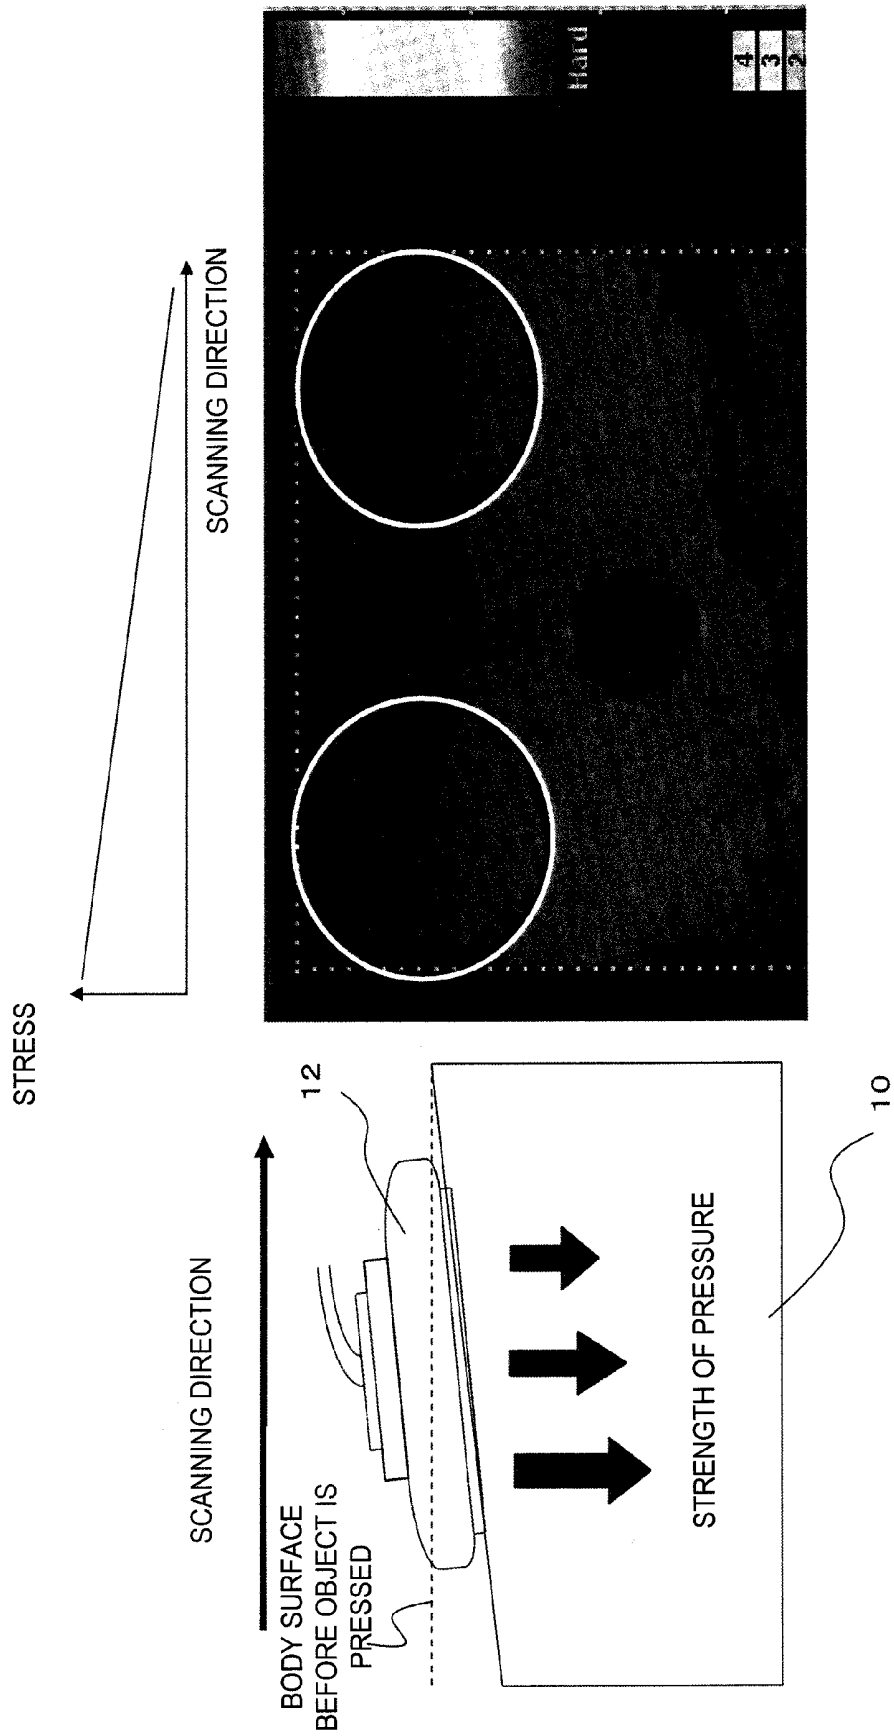 SCANNING DIRECTION
BODY SURFACE
BEFORE OBJECT IS
PRESSED
12
STRENGTH OF PRESSURE
10
STRESS
SCANNING DIRECTION
Hard
4
3
2